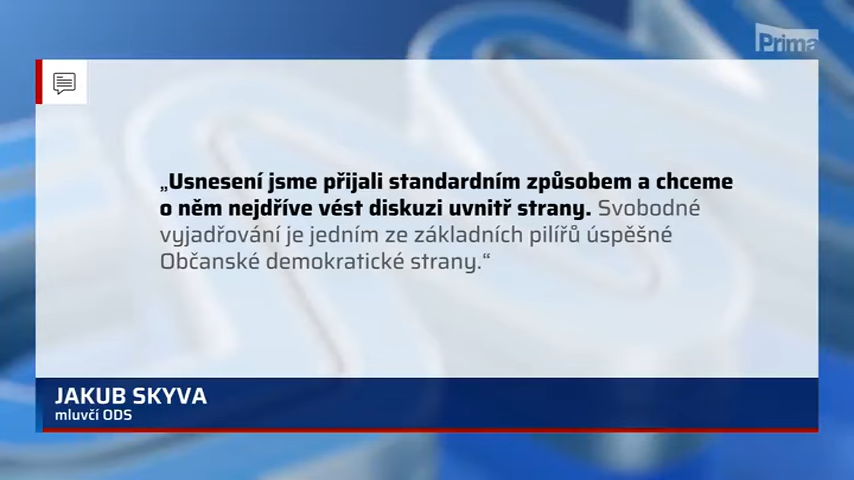 Prima
„Usnesení jsme přijali standardním způsobem a chceme
o něm nejdříve vést diskuzi uvnitř strany. Svobodné
vyjadřování je jedním ze základních pilířů úspěšné
Občanské demokratické strany.“
JAKUB SKYVA
mluvčí ODS